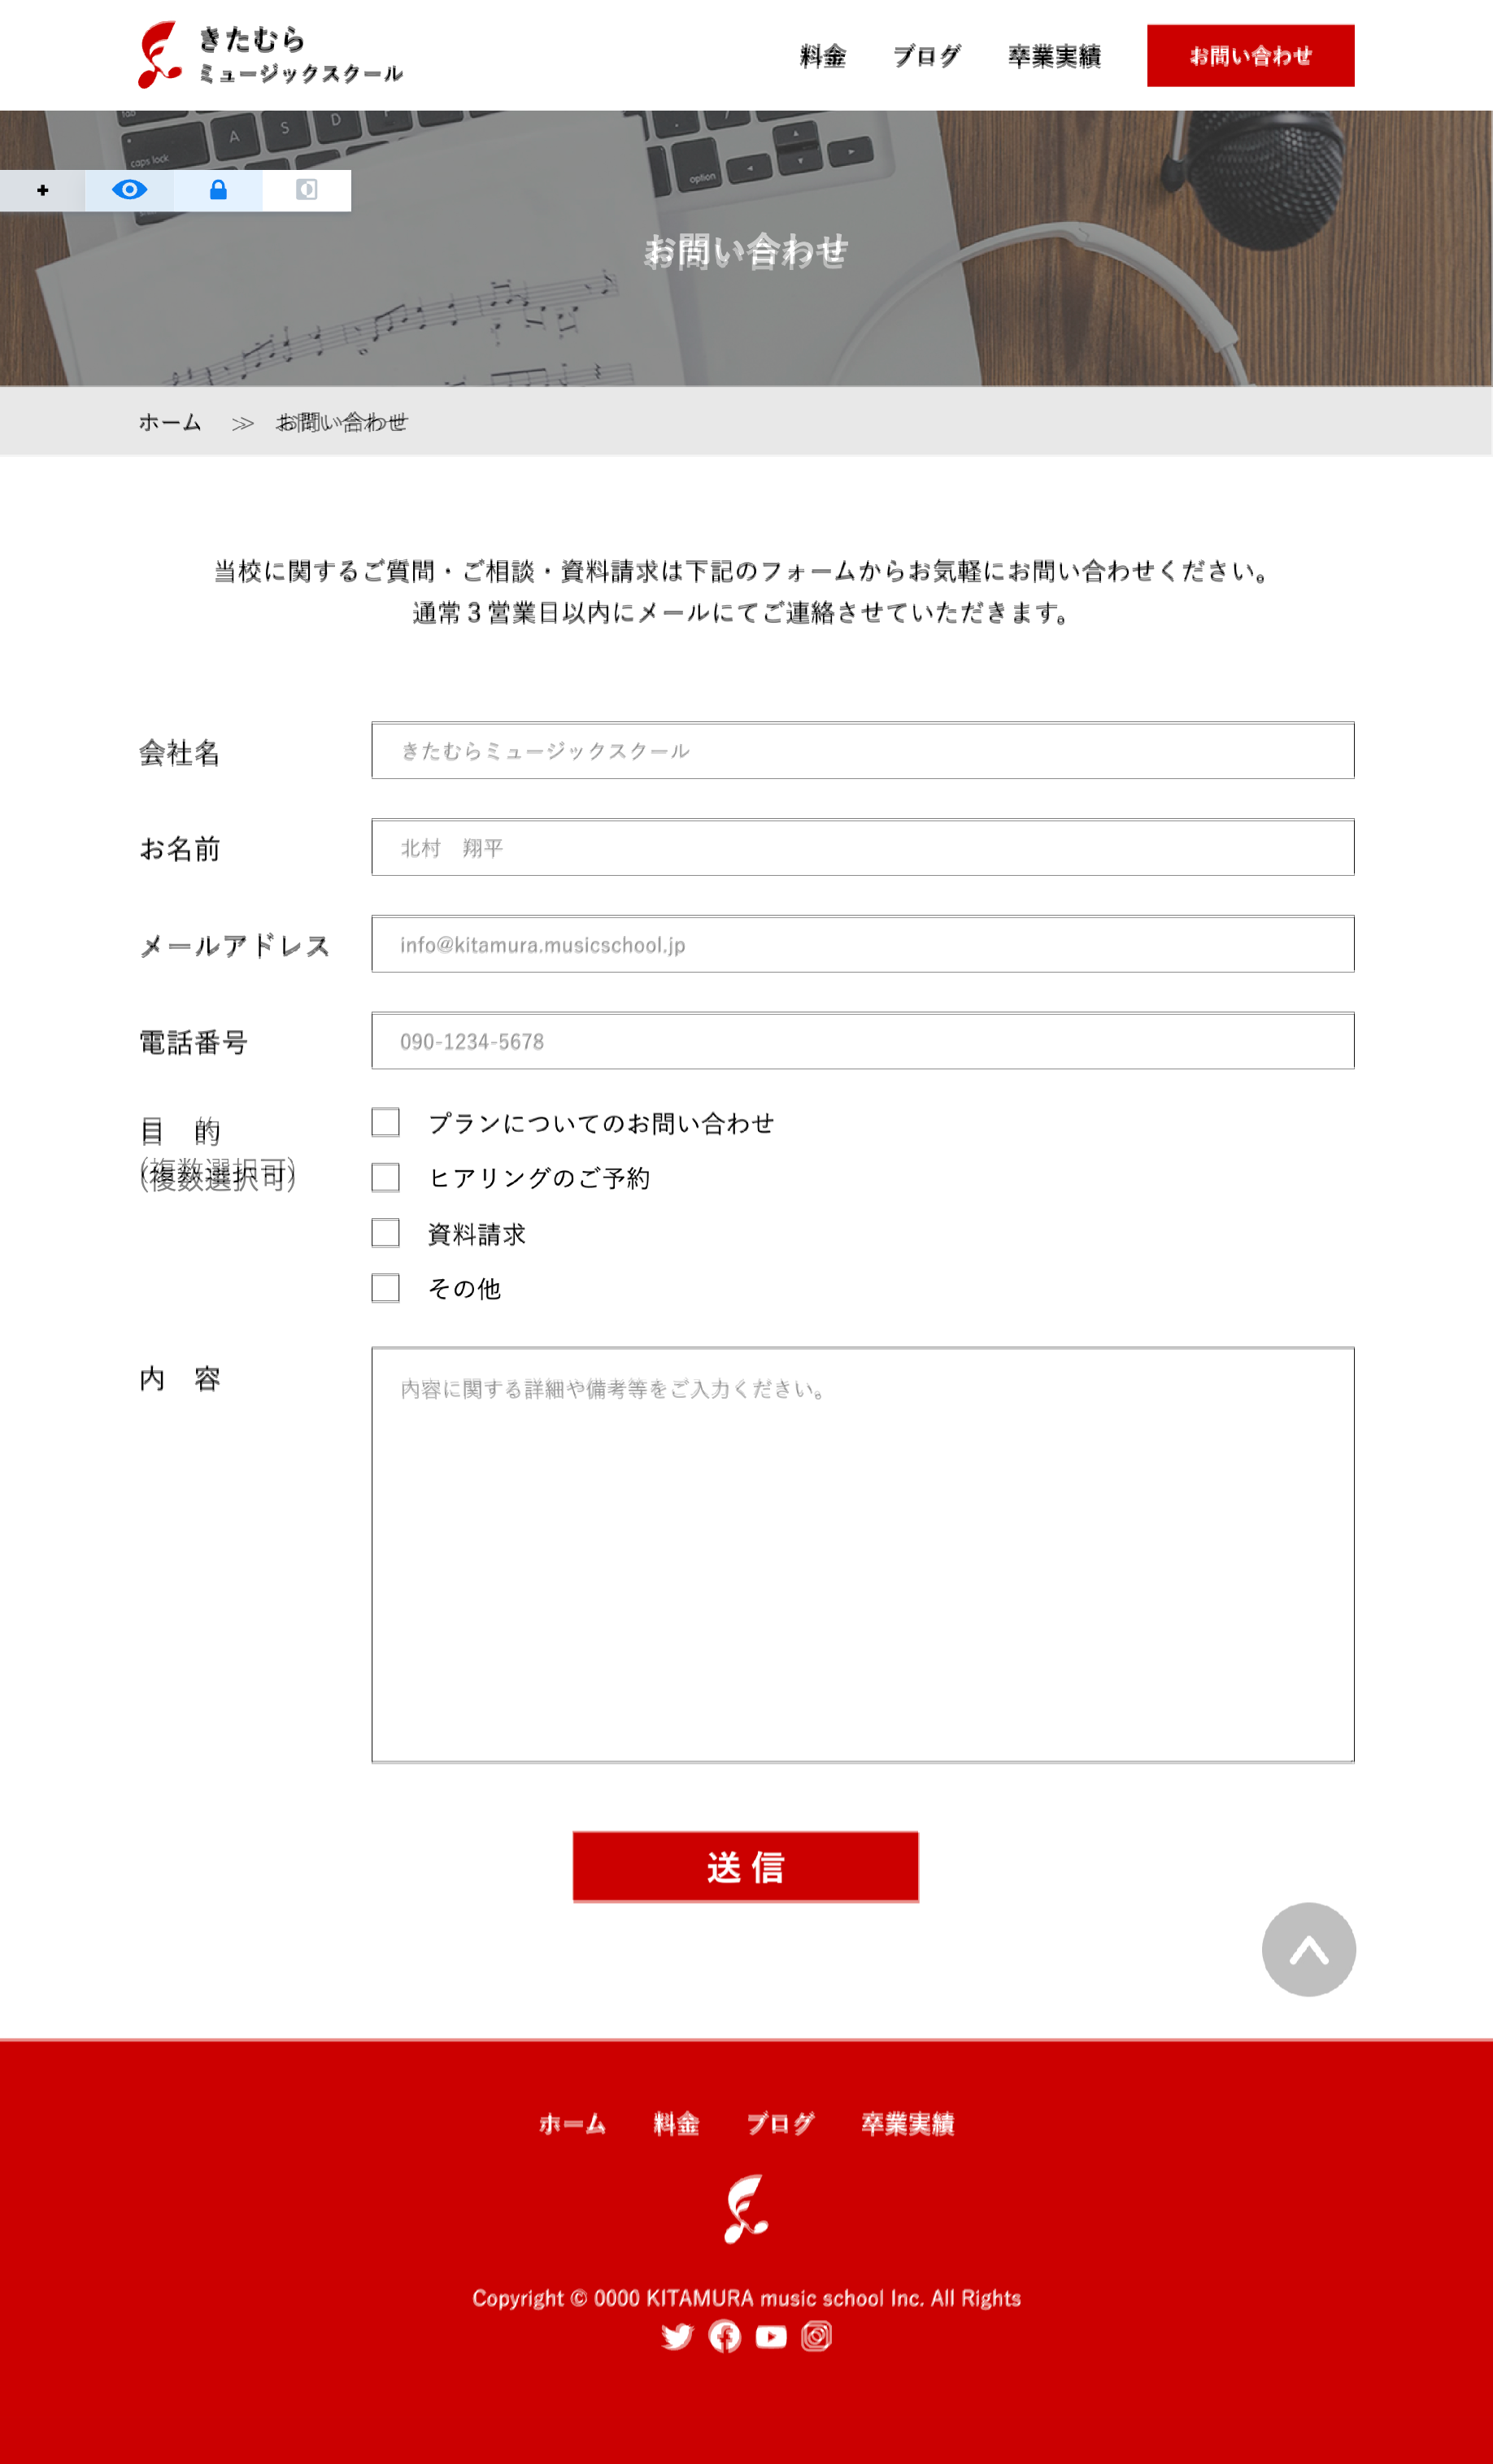 きたむら
ミュージックスクール
料金 ブログ 卒業実績 お問い合わせ
tab
A S D
caps lock
option
お問い合わせ
ホーム ≫ お問い合わせ
当校に関するご質問・ご相談・資料請求は下記のフォームからお気軽にお問い合わせください。
通常３営業日以内にメールにてご連絡させていただきます。
会社名 きたむらミュージックスクール
お名前 北村　翔平
メールアドレス info@kitamura.musicschool.jp
電話番号 090-1234-5678
目　的
(複数選択可)
プランについてのお問い合わせ
ヒアリングのご予約
資料請求
その他
内　容 内容に関する詳細や備考等をご入力ください。
送 信
ホーム 料金 ブログ 卒業実績
Copyright © 0000 KITAMURA music school Inc. All Rights